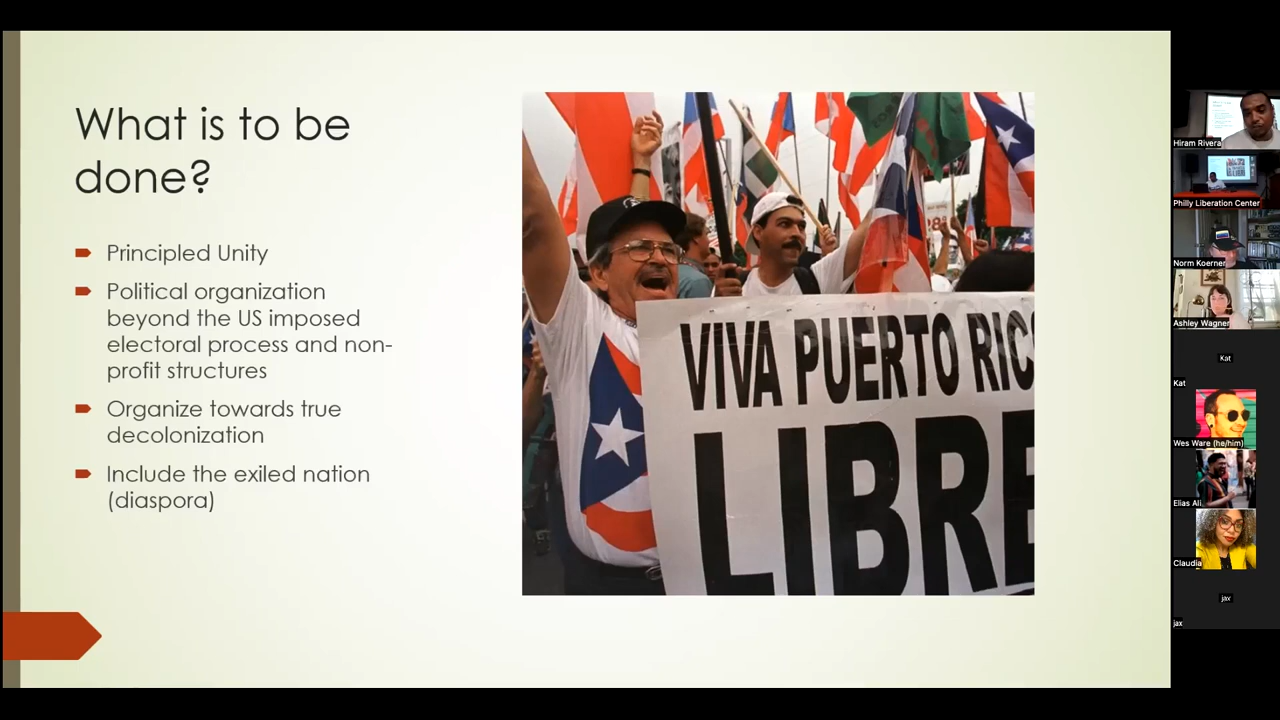 What is to be
done?
Principled Unity
Political organization
beyond the US imposed
electoral process and non-
profit structures
Organize towards true
decolonization
Include the exiled nation
(diaspora)
VIVA PUERTO RIC
LIBRE
Hiram Rivera
Philly Liberation Center
Norm Koerner
Ashley Wagner
Kat
Kat
Wes Ware (he/him)
Elias Ali
Claudia
jax
jax